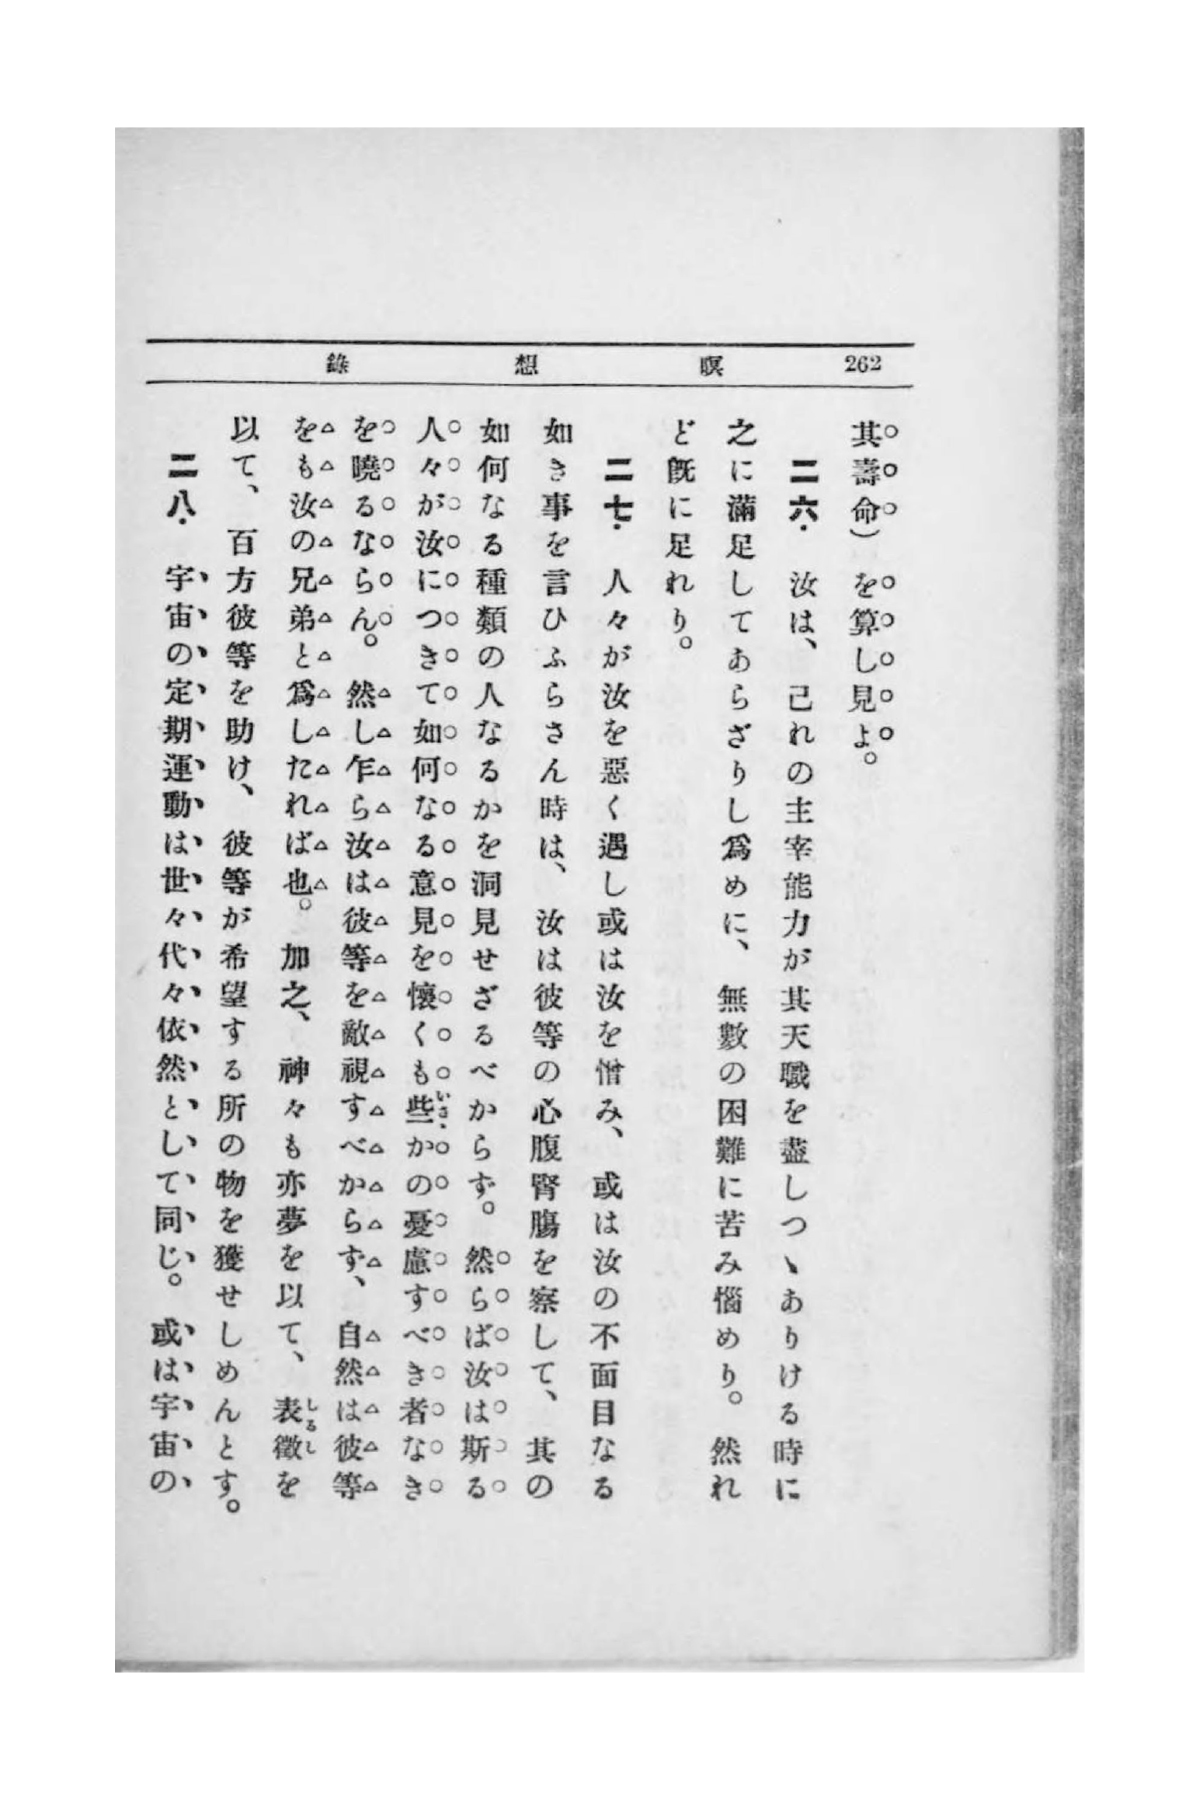 262 瞑想錄
其壽命）を算し見よ。
二六．汝は、己れの主宰能力が其天職を盡しつゝありける時に
之に滿足してあらざりし爲めに、無數の困難に苦み惱めり。然れ
ど既に足れり。
二七．人々が汝を惡く遇し或は汝を憎み、或は汝の不面目なる
如き事を言ひふらさん時は、汝は彼等の心腹腎膓を察して、其の
如何なる種類の人なるかを洞見せざるべからず。然らば汝は斯る
人々が汝につきて如何なる意見を懷くも些かの憂慮すべき者なき
を曉るならん。然し乍ら汝は彼等を敵視すべからず、自然は彼等
をも汝の兄弟と爲したれば也。加之、神々も亦夢を以て、表徵を
以て、百方彼等を助け、彼等が希望する所の物を獲せしめんとす。
二八．宇宙の定期運動は世々代々依然として同じ。或は宇宙の